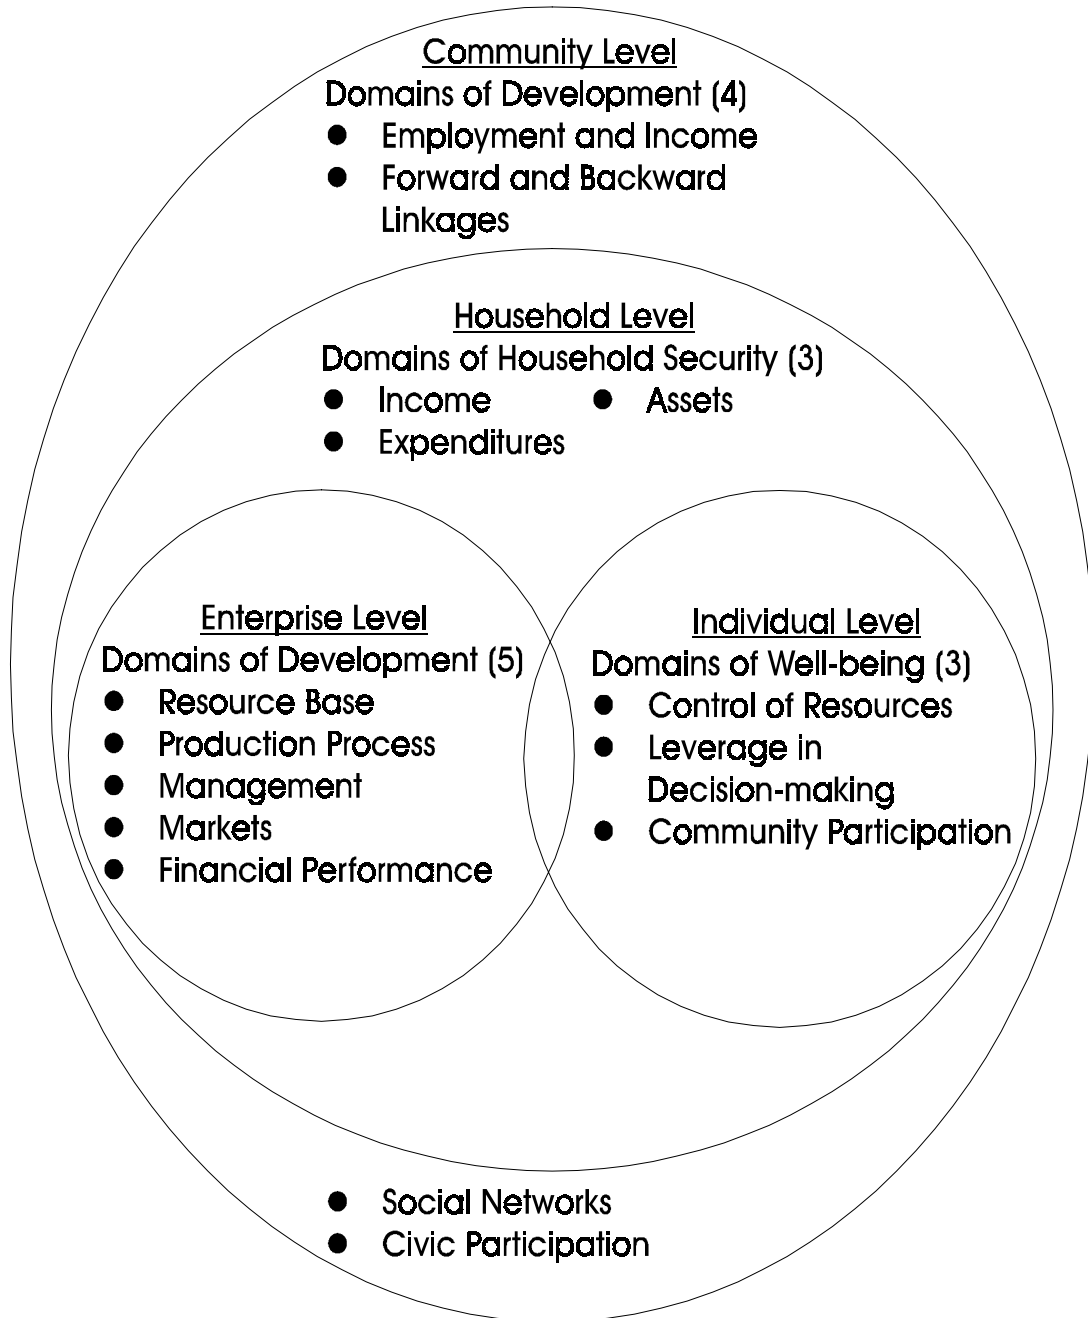 Community Level
Domains of Development (4)
● Employment and Income
● Forward and Backward
Linkages
Household Level
Domains of Household Security (3)
● Income ● Assets
● Expenditures
Enterprise Level
Domains of Development (5)
● Resource Base
● Production Process
● Management
● Markets
● Financial Performance
Individual Level
Domains of Well-being (3)
● Control of Resources
● Leverage in
Decision-making
● Community Participation
● Social Networks
● Civic Participation